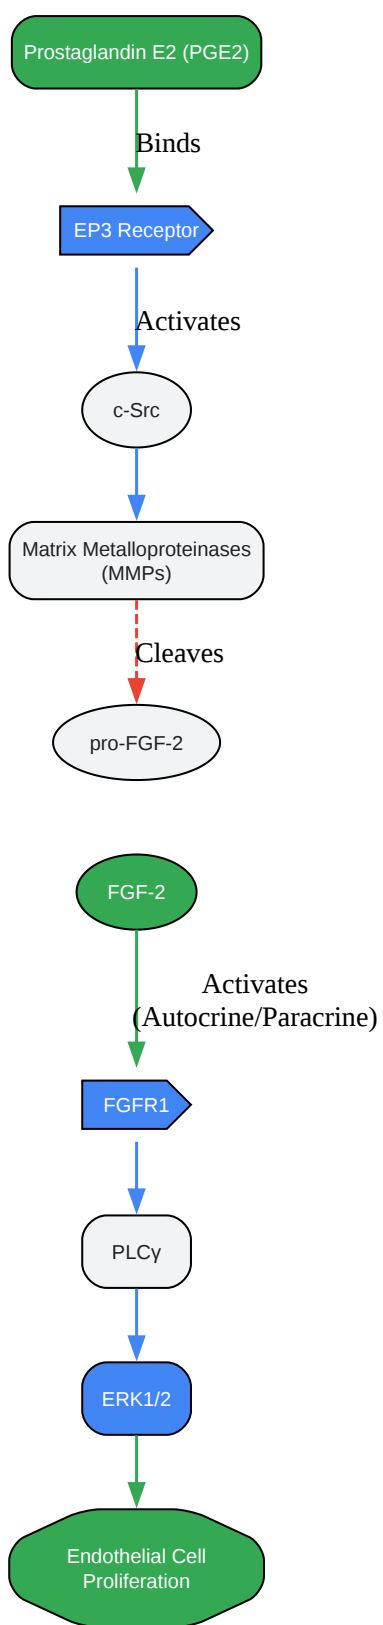 Prostaglandin E2 (PGE2)
Binds
EP3 Receptor
Activates
c-Src
Matrix Metalloproteinases
(MMPs)
Cleaves
pro-FGF-2
FGF-2
Activates
(Autocrine/Paracrine)
FGFR1
PLCγ
ERK1/2
Endothelial Cell
Proliferation